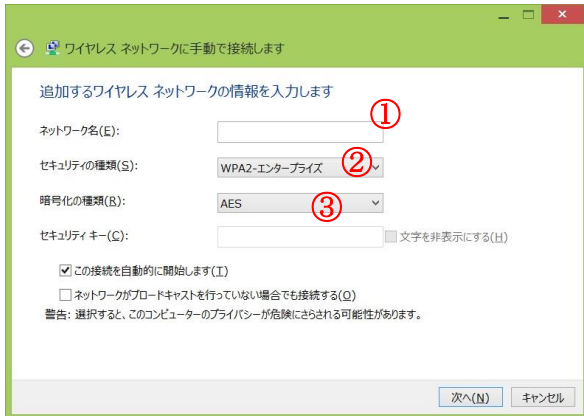 ワイヤレス ネットワークに手動で接続します
追加するワイヤレス ネットワークの情報を入力します
①
ネットワーク名(E):
セキュリティの種類(S): WPA2-エンタープライズ ②
暗号化の種類(R): AES ③
セキュリティ キー(C): 文字を非表示にする(H)
この接続を自動的に開始します(T)
ネットワークがブロードキャストを行っていない場合でも接続する(O)
警告: 選択すると、このコンピューターのプライバシーが危険にさらされる可能性があります。
次へ(N) キャンセル